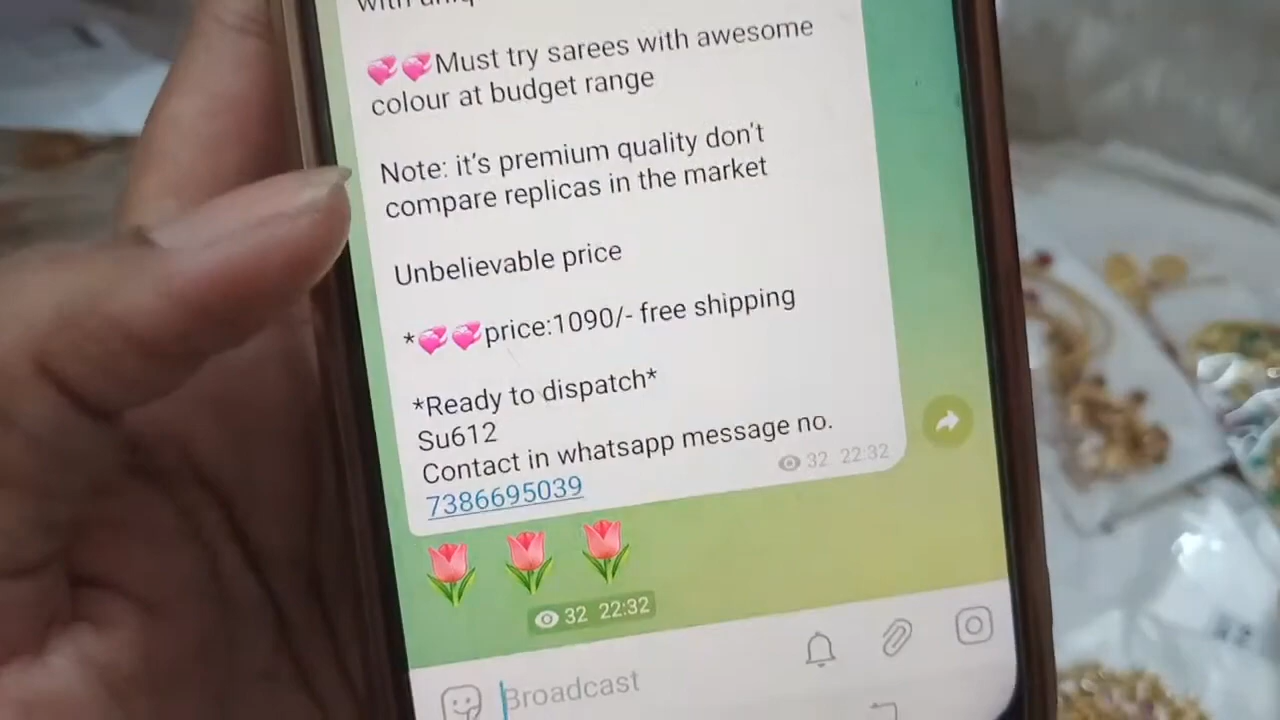 💞💞Must try sarees with awesome
colour at budget range
Note: it's premium quality don't
compare replicas in the market
Unbelievable price
*💞💞price:1090/- free shipping
*Ready to dispatch*
Su612
Contact in whatsapp message no.
7386695039
32 22:32
32 22:32
Broadcast